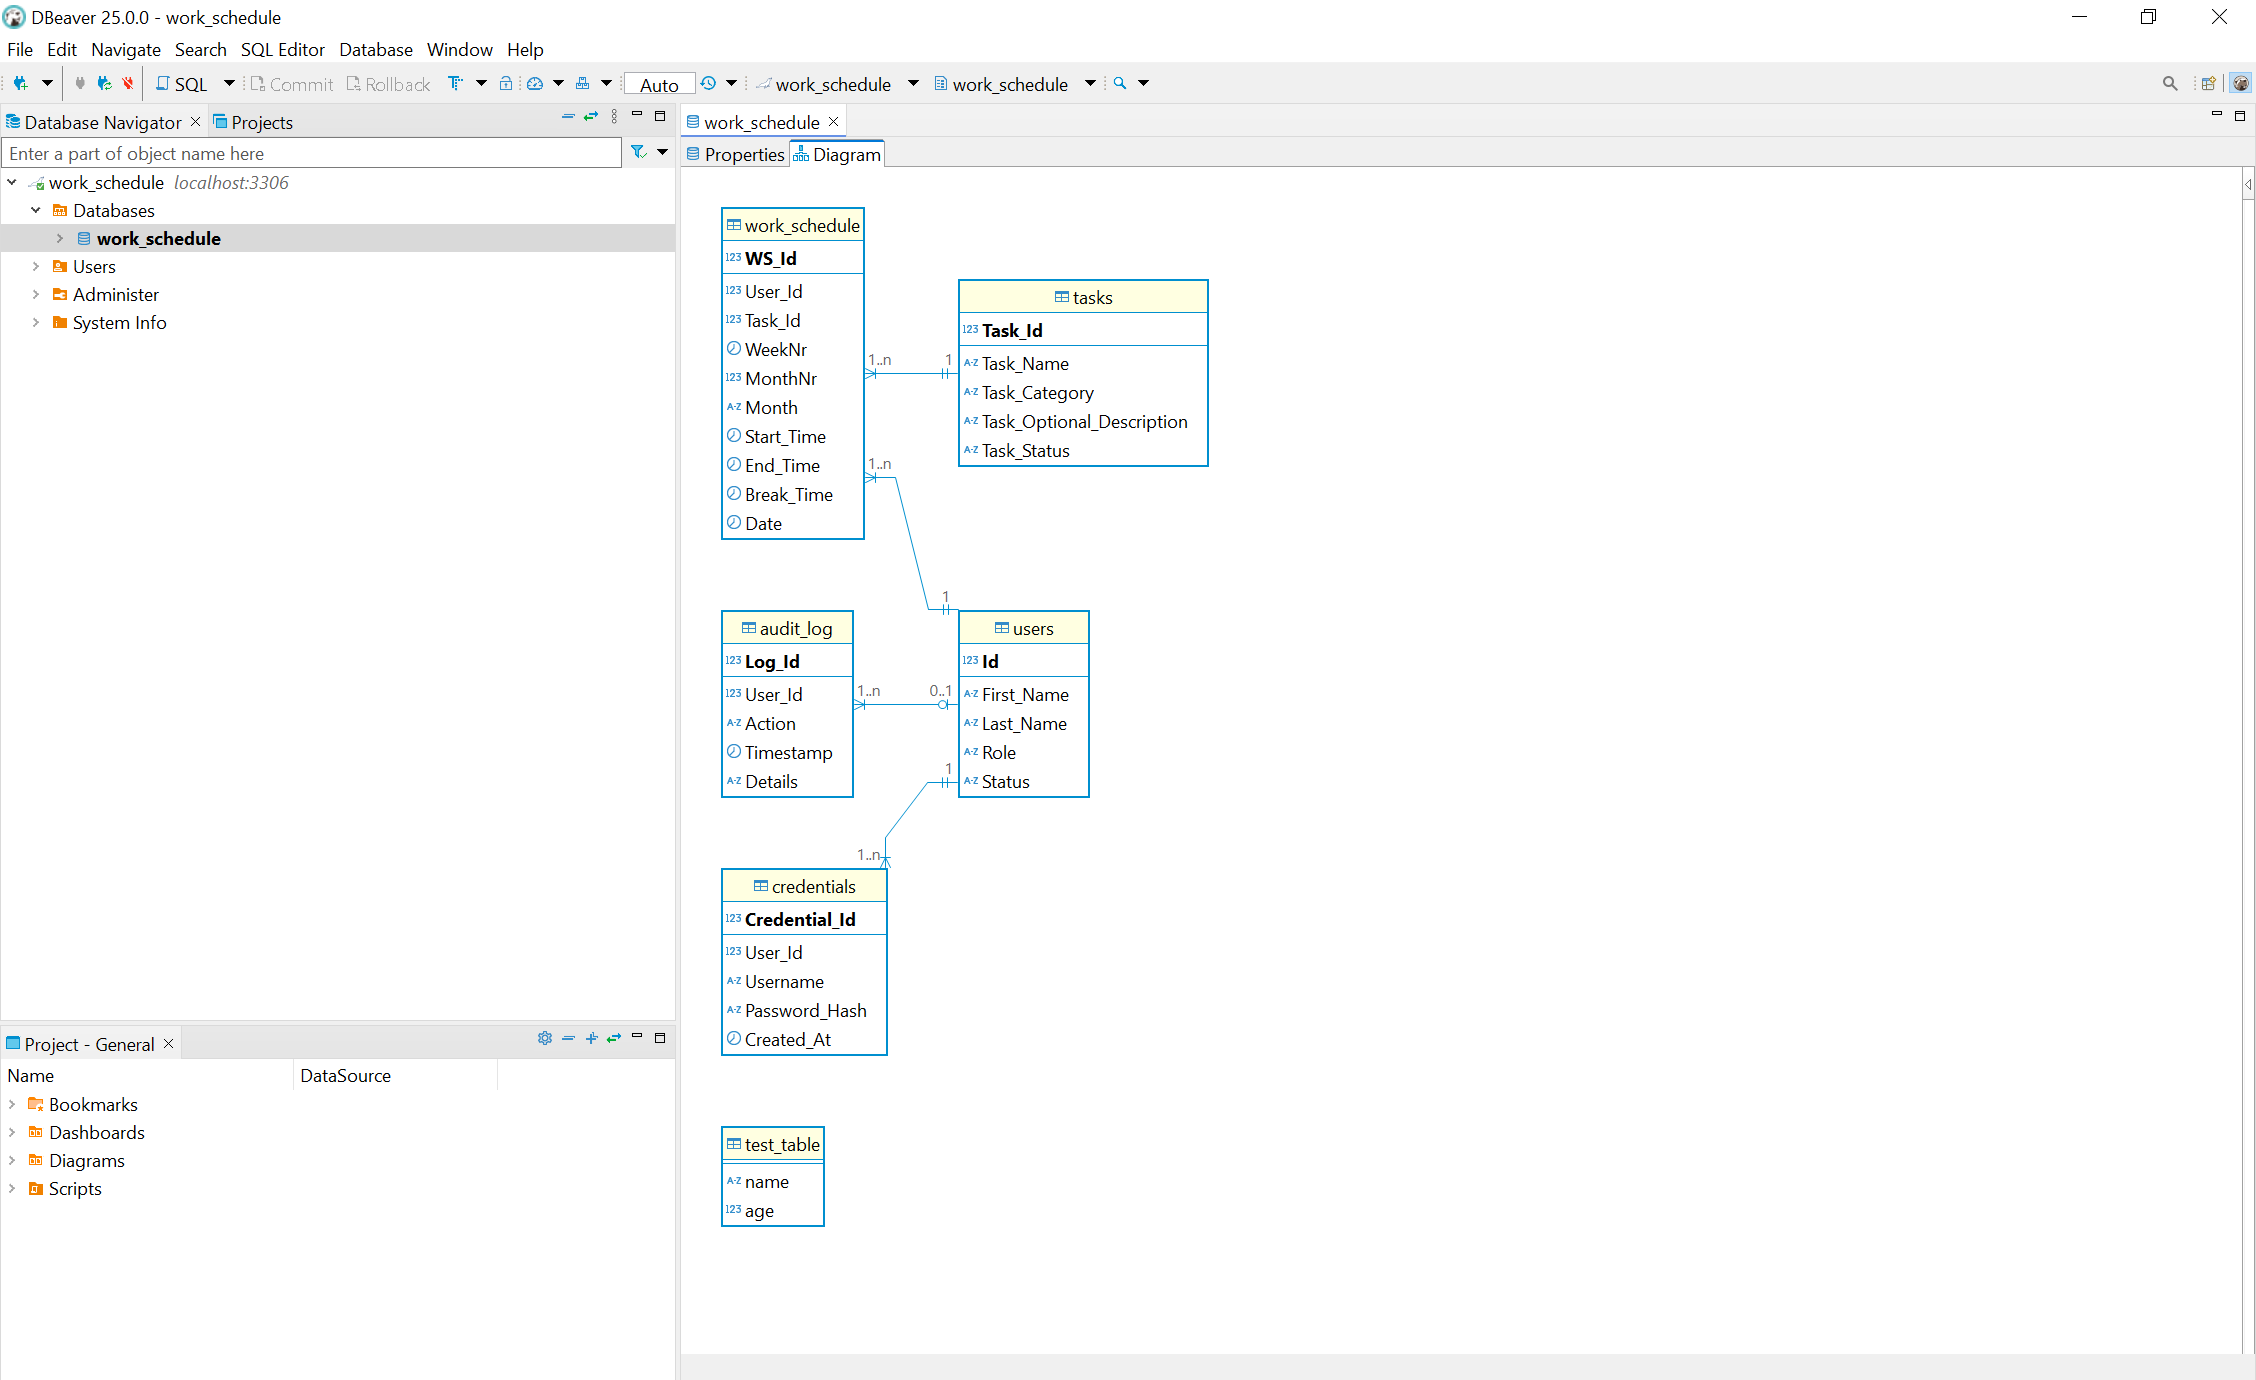 DBeaver 25.0.0 - work_schedule
File Edit Navigate Search SQL Editor Database Window Help
SQL Commit Rollback Auto work_schedule work_schedule
Database Navigator Projects
Enter a part of object name here
work_schedule localhost:3306
Databases
work_schedule
Users
Administer
System Info
Project - General
Name DataSource
Bookmarks
Dashboards
Diagrams
Scripts
work_schedule
Properties Diagram
work_schedule
123 WS_Id
123 User_Id
123 Task_Id
WeekNr
123 MonthNr
A-Z Month
Start_Time
End_Time
Break_Time
Date
1..n 1
tasks
123 Task_Id
A-Z Task_Name
A-Z Task_Category
A-Z Task_Optional_Description
A-Z Task_Status
1..n
1
audit_log
123 Log_Id
123 User_Id
A-Z Action
Timestamp
A-Z Details
1..n 0..1
users
123 Id
A-Z First_Name
A-Z Last_Name
A-Z Role
A-Z Status
1
1..n
credentials
123 Credential_Id
123 User_Id
A-Z Username
A-Z Password_Hash
Created_At
test_table
A-Z name
123 age